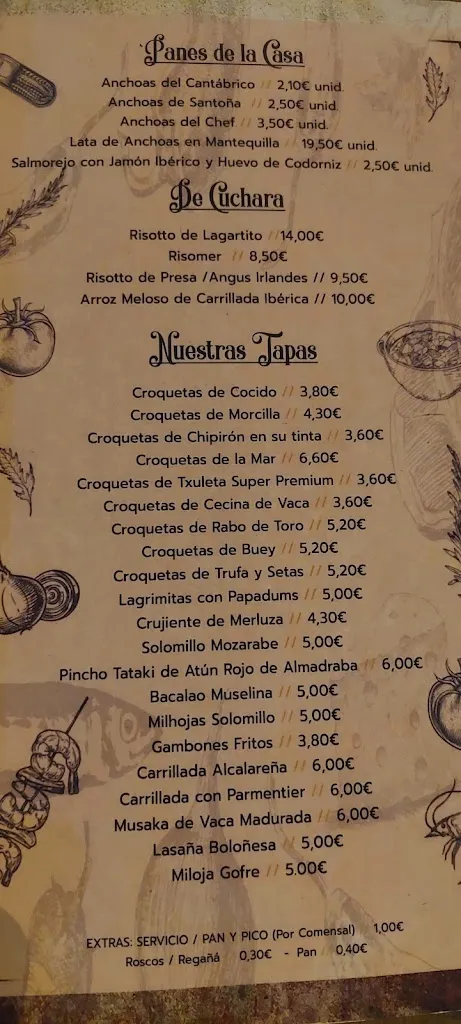 Panes de la Casa
Anchoas del Cantábrico // 2,10€ unid.
Anchoas de Santoña // 2,50€ unid.
Anchoas del Chef // 3,50€ unid.
Lata de Anchoas en Mantequilla // 19,50€ unid.
Salmorejo con Jamón Ibérico y Huevo de Codorniz // 2,50€ unid.
De Cuchara
Risotto de Lagartito // 14,00€
Risomer // 8,50€
Risotto de Presa /Angus Irlandes // 9,50€
Arroz Meloso de Carrillada Ibérica // 10,00€
Nuestras Tapas
Croquetas de Cocido // 3,80€
Croquetas de Morcilla // 4,30€
Croquetas de Chipirón en su tinta // 3,60€
Croquetas de la Mar // 6,60€
Croquetas de Txuleta Super Premium // 3,60€
Croquetas de Cecina de Vaca // 3,60€
Croquetas de Rabo de Toro // 5,20€
Croquetas de Buey // 5,20€
Croquetas de Trufa y Setas // 5,20€
Lagrimitas con Papadums // 5,00€
Crujiente de Merluza // 4,30€
Solomillo Mozarabe // 5,00€
Pincho Tataki de Atún Rojo de Almadraba // 6,00€
Bacalao Muselina // 5,00€
Milhojas Solomillo // 5,00€
Gambones Fritos // 3,80€
Carrillada Alcalareña // 6,00€
Carrillada con Parmentier // 6,00€
Musaka de Vaca Madurada // 6,00€
Lasaña Boloñesa // 5,00€
Miloja Gofre // 5.00€
EXTRAS: SERVICIO / PAN Y PICO (Por Comensal) 1,00€
Roscos / Regañá 0,30€ - Pan // 0,40€